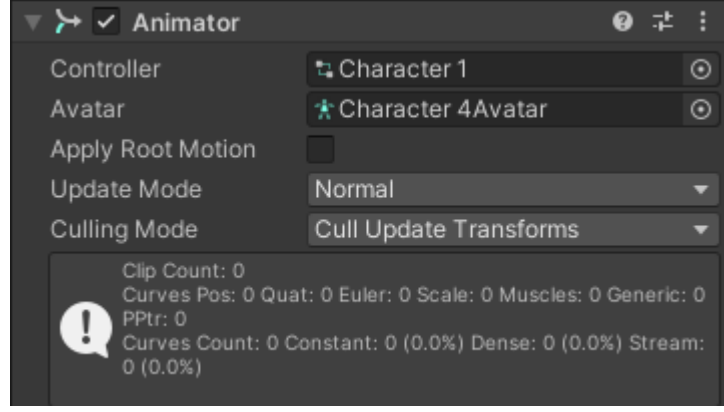 Animator
Controller Character 1
Avatar Character 4Avatar
Apply Root Motion
Update Mode Normal
Culling Mode Cull Update Transforms
Clip Count: 0
Curves Pos: 0 Quat: 0 Euler: 0 Scale: 0 Muscles: 0 Generic: 0
PPtr: 0
Curves Count: 0 Constant: 0 (0.0%) Dense: 0 (0.0%) Stream:
0 (0.0%)